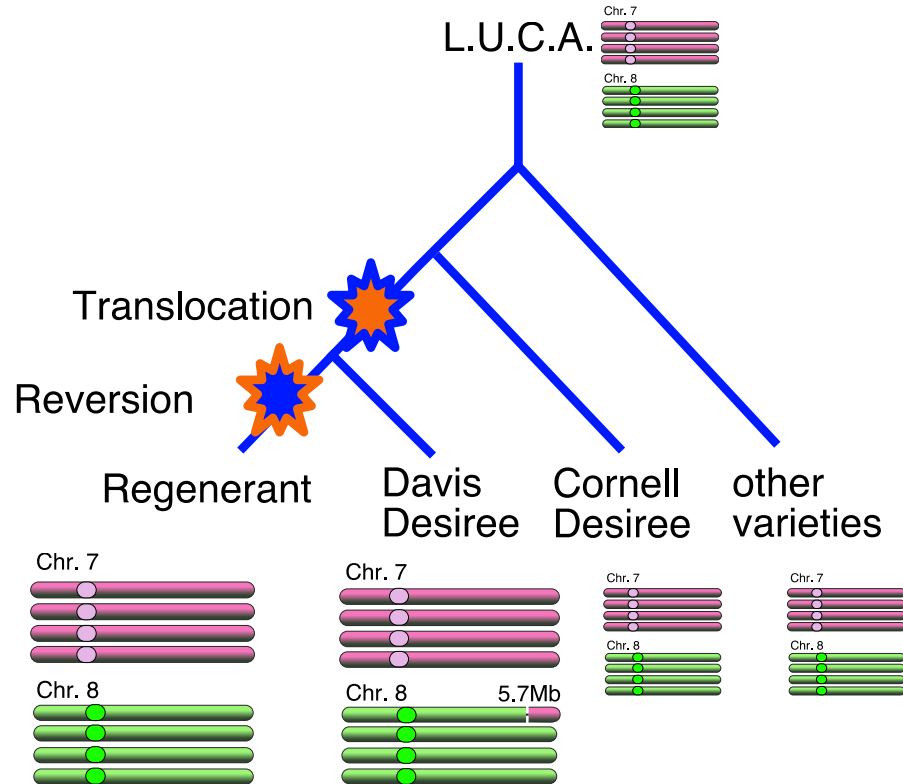 L.U.C.A.
Chr. 7
Chr. 8
Translocation
Reversion
Regenerant
Davis
Desiree
Cornell
Desiree
other
varieties
Chr. 7
Chr. 8
Chr. 7
Chr. 8 5.7Mb
Chr. 7
Chr. 8
Chr. 7
Chr. 8